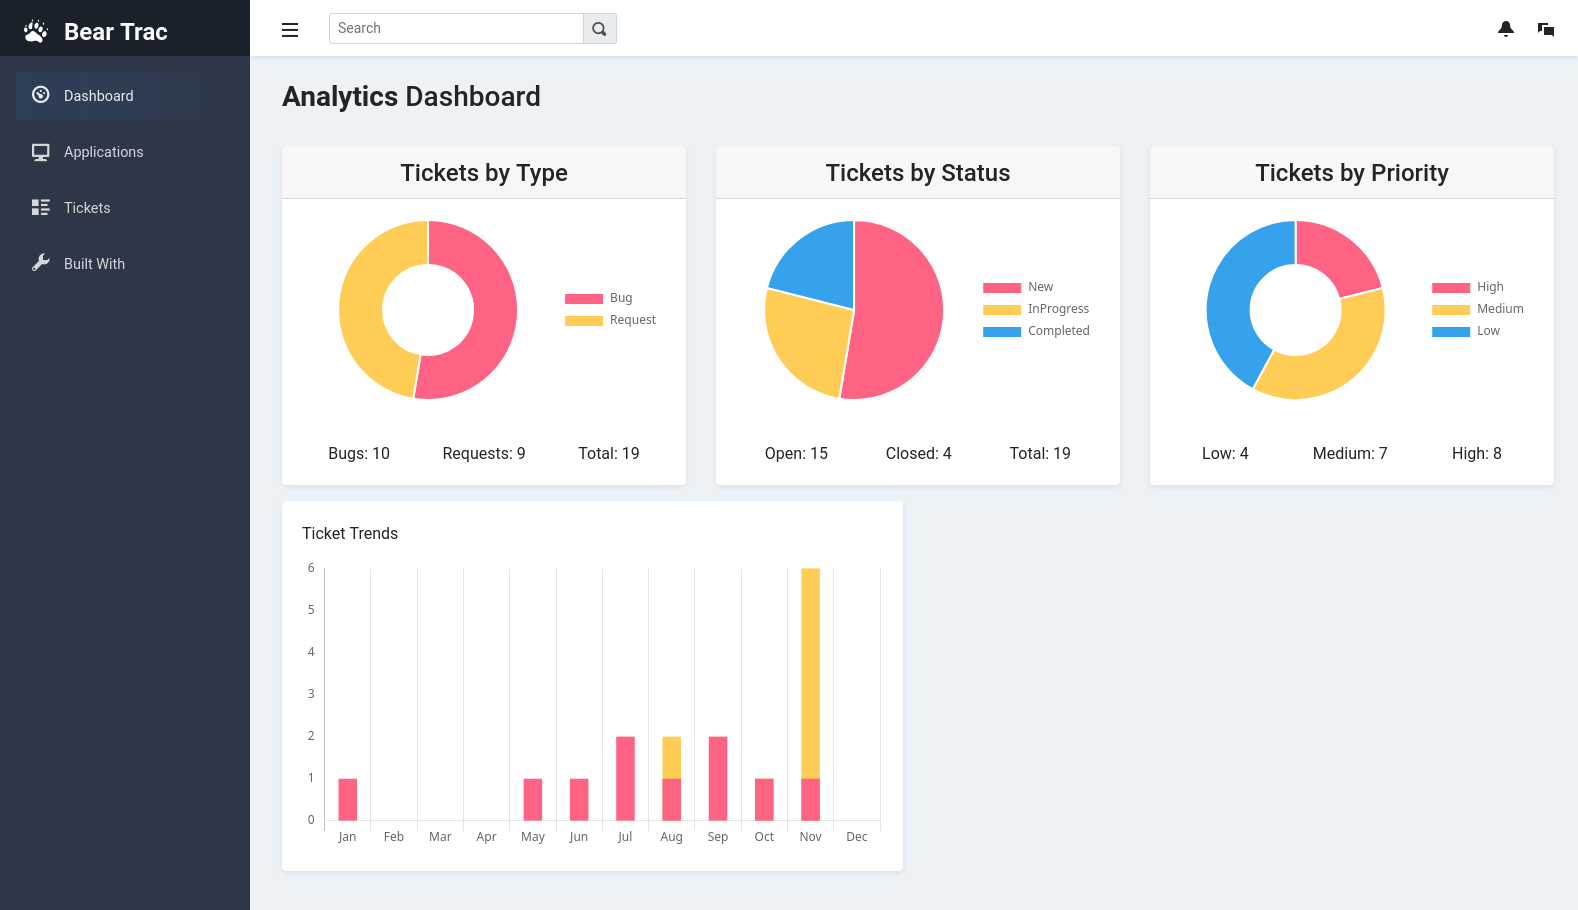 Bear Trac
Search
Dashboard
Applications
Tickets
Built With
Analytics Dashboard
Tickets by Type
Bug
Request
Bugs: 10 Requests: 9 Total: 19
Tickets by Status
New
InProgress
Completed
Open: 15 Closed: 4 Total: 19
Tickets by Priority
High
Medium
Low
Low: 4 Medium: 7 High: 8
Ticket Trends
6
5
4
3
2
1
0
Jan Feb Mar Apr May Jun Jul Aug Sep Oct Nov Dec